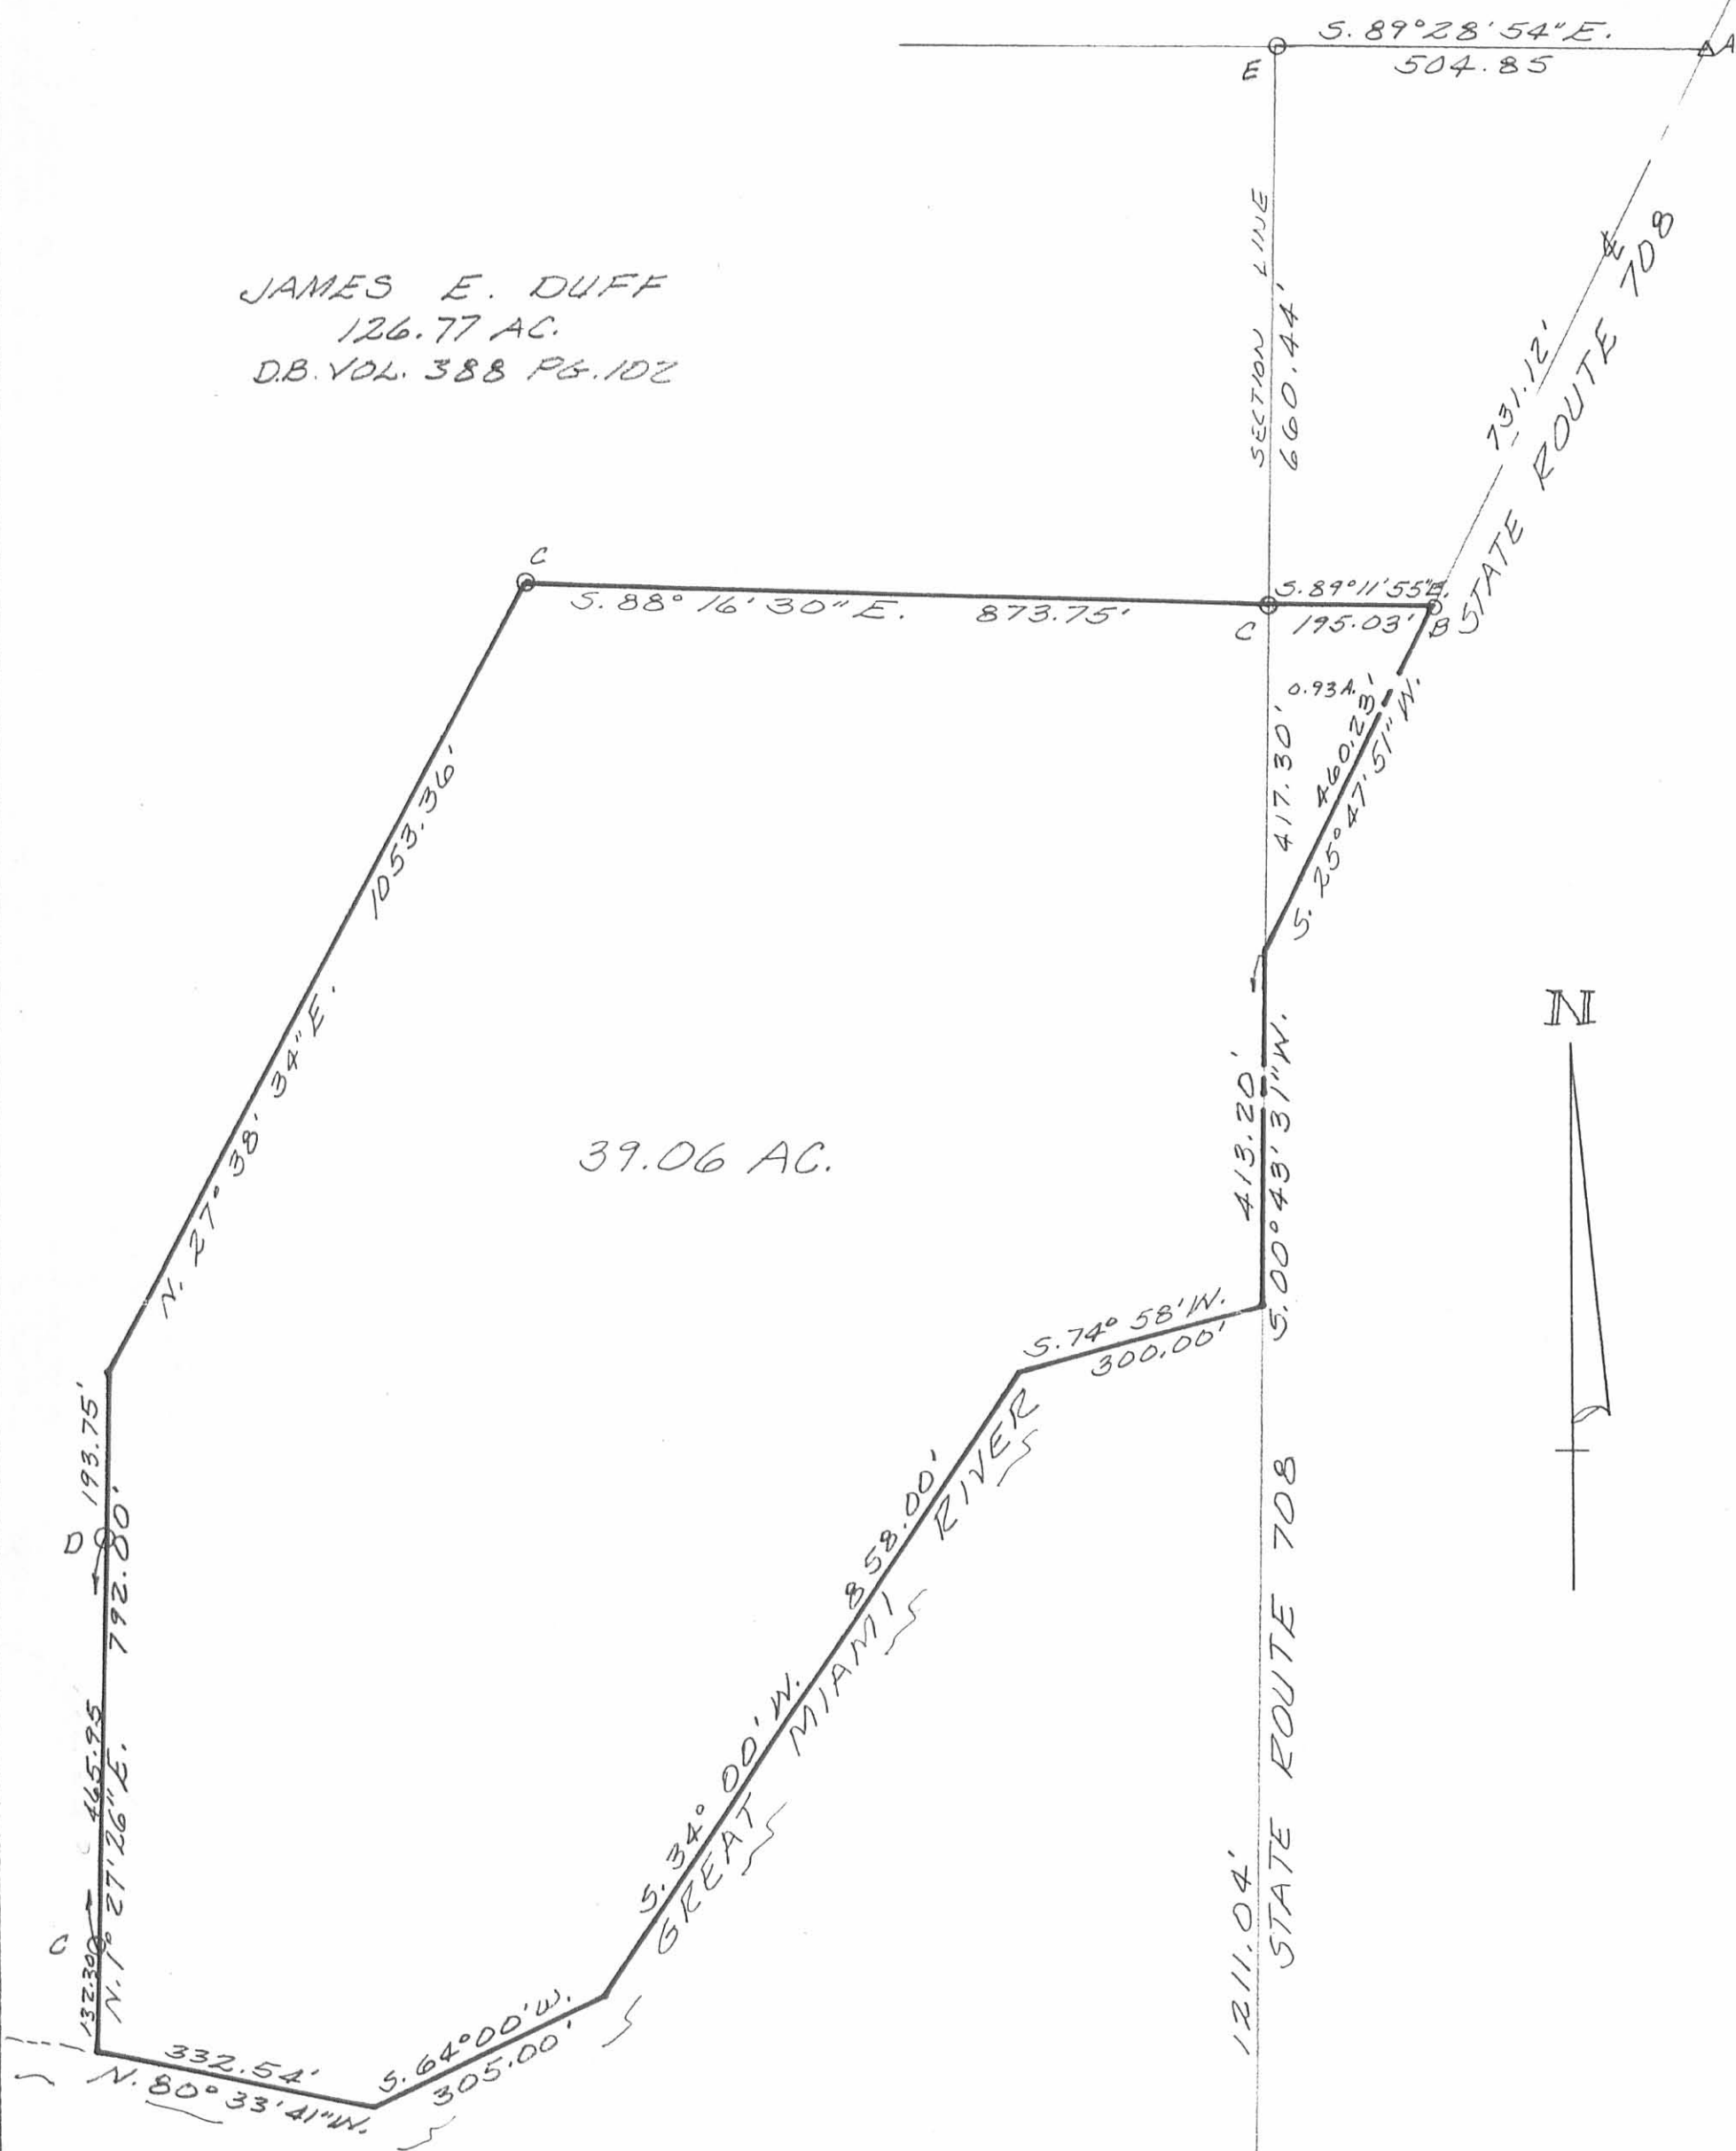 S. 89°28'54" E.
504.85
E
A
SECTION LINE
660.44'
JAMES E. DUFF
126.77 AC.
D.B. VOL. 388 PG. 102
731.12'
STATE ROUTE 708
C
S. 88° 16' 30" E. 873.75'
S. 89°11'55" E.
C
195.03'
B
0.93 A.
417.30'
460.23'
S. 25° 47' 51" W.
1053.36'
N. 27° 38' 34" E.
N
39.06 AC.
413.20'
S. 00° 43' 31" W.
S. 74° 58' W.
300.00'
193.75'
D
792.80'
465.95
N. 1° 27' 26" E.
C
132.30
858.00'
S. 34° 00' W.
GREAT MIAMI RIVER
STATE ROUTE 708
1211.04'
332.54'
N. 80° 33' 41" W.
S. 64° 00' W.
305.00'